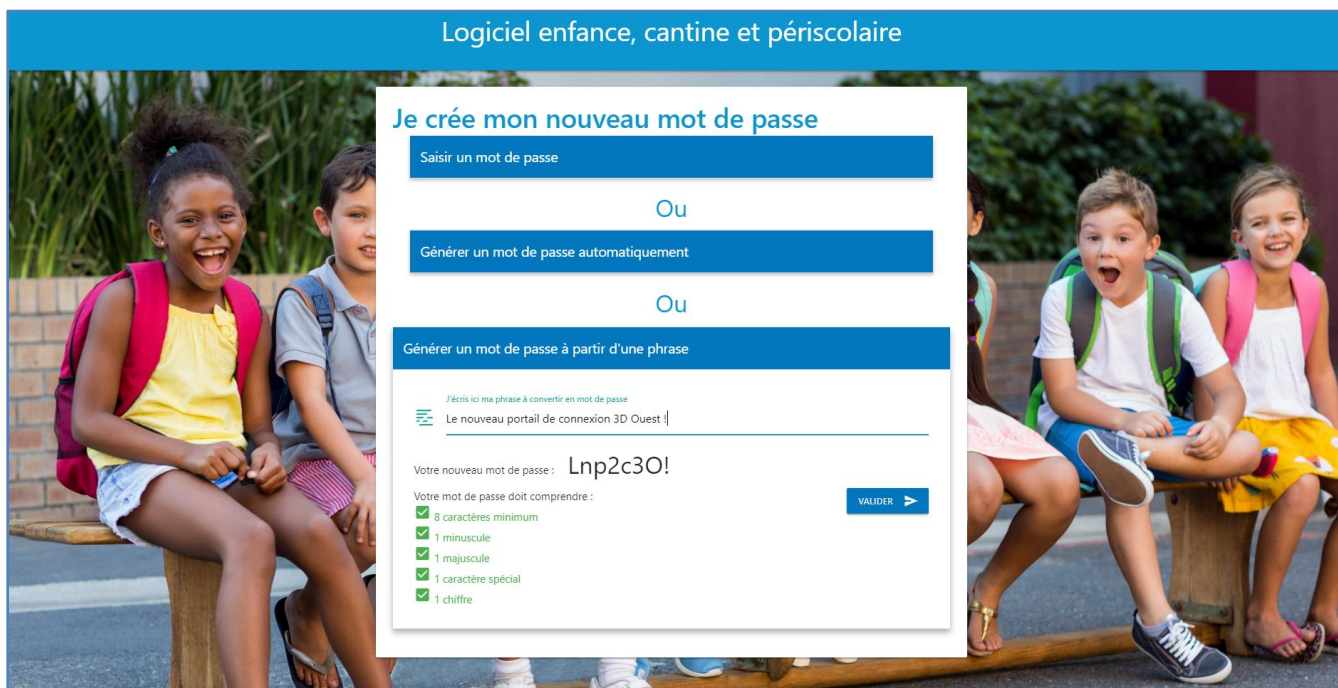 Logiciel enfance, cantine et périscolaire
Je crée mon nouveau mot de passe
Saisir un mot de passe
Ou
Générer un mot de passe automatiquement
Ou
Générer un mot de passe à partir d'une phrase
J'écris ici ma phrase à convertir en mot de passe
Le nouveau portail de connexion 3D Ouest !
Votre nouveau mot de passe : Lnp2c3O!
Votre mot de passe doit comprendre :
VALIDER
8 caractères minimum
1 minuscule
1 majuscule
1 caractère spécial
1 chiffre